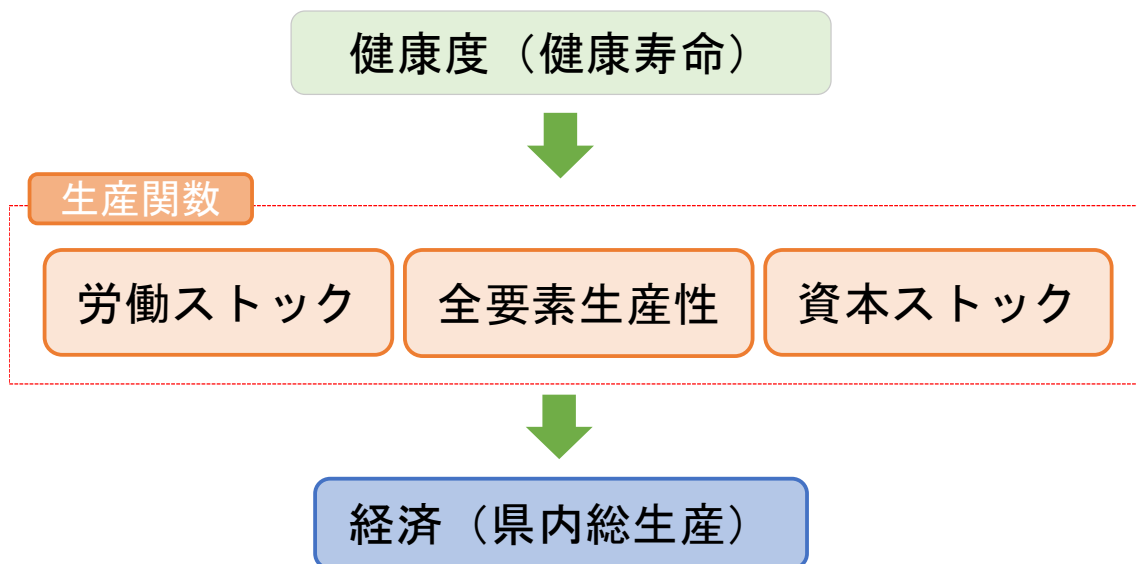 健康度（健康寿命）
生産関数
労働ストック
全要素生産性
資本ストック
経済（県内総生産）